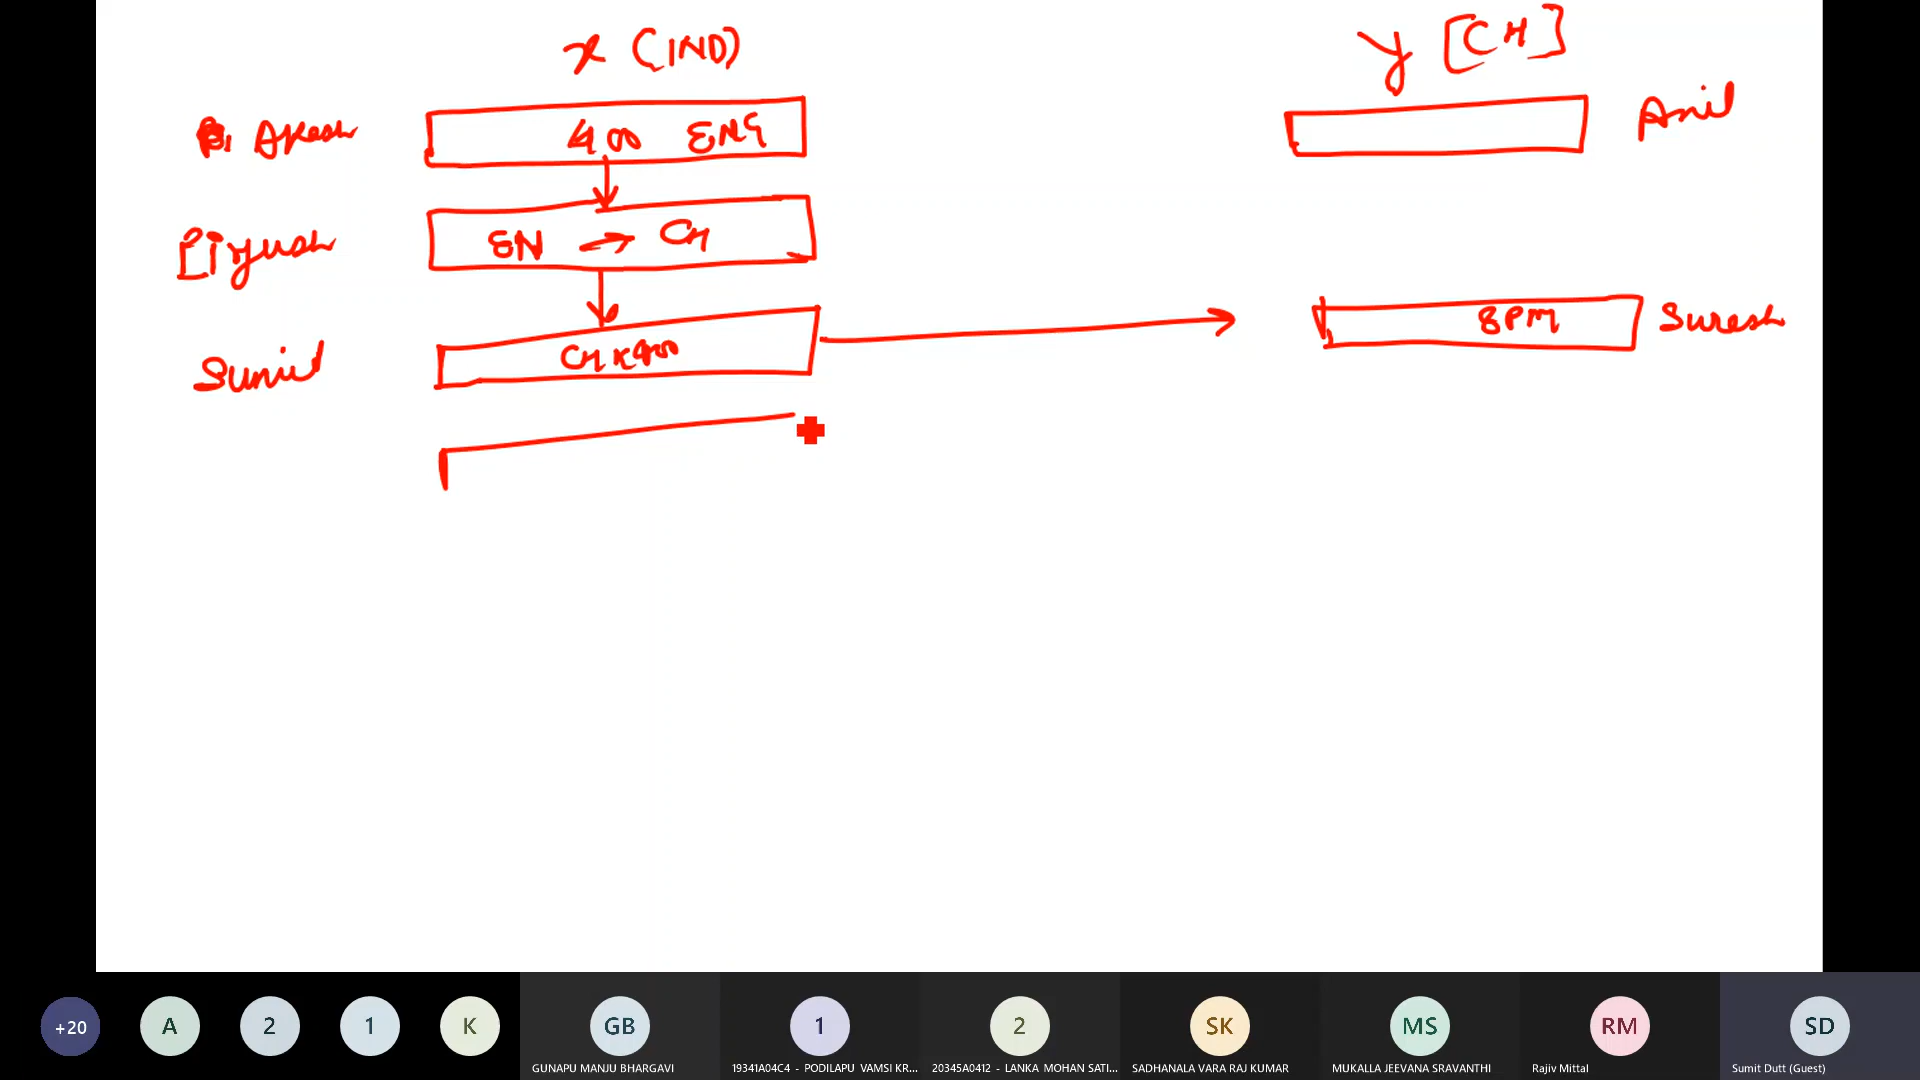 x (IND)
y [CH]
Akash
400 ENG
Anil
Piyush
EN → CH
Sumit
CH x 400
8PM
Suresh
+20
A
2
1
K
GB
1
2
SK
MS
RM
SD
GUNAPU MANJU BHARGAVI
19341A04C4 - PODILAPU VAMSI KR...
20345A0412 - LANKA MOHAN SATI...
SADHANALA VARA RAJ KUMAR
MUKALLA JEEVANA SRAVANTHI
Rajiv Mittal
Sumit Dutt (Guest)